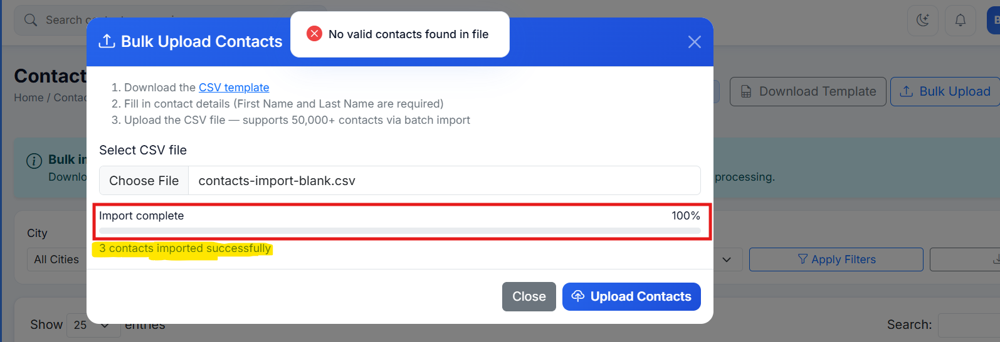 Search
No valid contacts found in file
Bulk Upload Contacts
Contact
Home / Contac
Download Template
Bulk Upload
1. Download the CSV template
2. Fill in contact details (First Name and Last Name are required)
3. Upload the CSV file — supports 50,000+ contacts via batch import
Bulk
Downlo
processing.
Select CSV file
Choose File contacts-import-blank.csv
Import complete 100%
3 contacts imported successfully
City
All Cities
Apply Filters
Close Upload Contacts
Show 25 entries
Search: